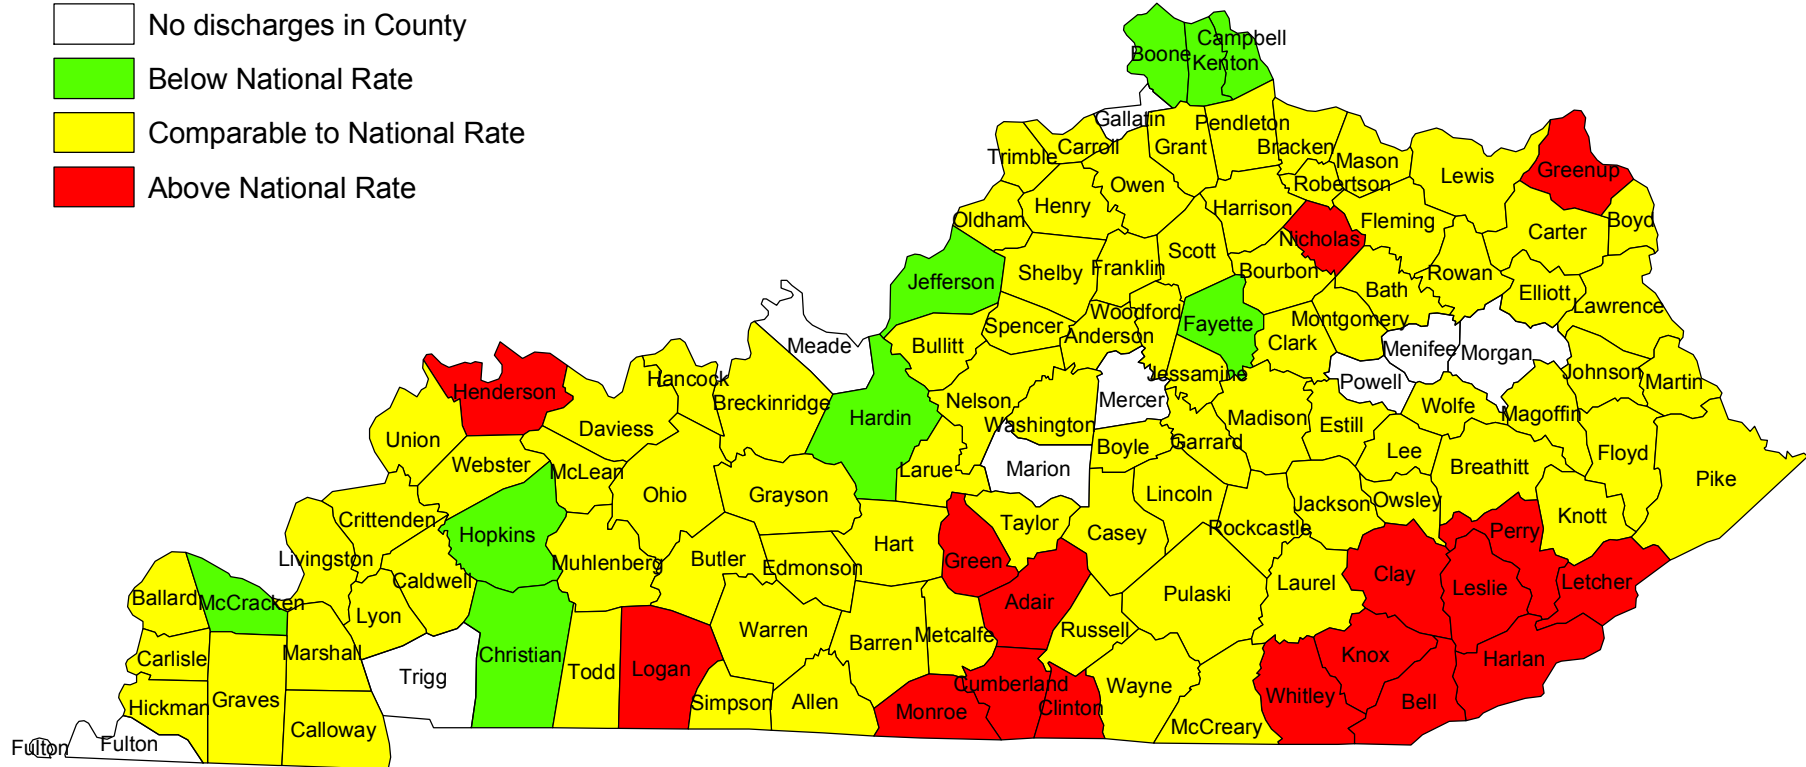 No discharges in County
Below National Rate
Comparable to National Rate
Above National Rate
Boone
Campbell
Kenton
Gallatin
Pendleton
Trimble
Carroll
Grant
Bracken
Mason
Greenup
Owen
Robertson
Lewis
Oldham
Henry
Harrison
Fleming
Boyd
Nicholas
Carter
Jefferson
Shelby
Franklin
Scott
Bourbon
Rowan
Bath
Elliott
Lawrence
Meade
Bullitt
Spencer
Woodford
Anderson
Fayette
Montgomery
Clark
Menifee
Morgan
Henderson
Hancock
Breckinridge
Hardin
Nelson
Mercer
Jessamine
Powell
Johnson
Martin
Union
Daviess
Washington
Madison
Estill
Wolfe
Magoffin
Webster
McLean
Larue
Marion
Boyle
Garrard
Lee
Breathitt
Floyd
Pike
Ohio
Grayson
Lincoln
Jackson
Owsley
Crittenden
Hopkins
Taylor
Casey
Rockcastle
Perry
Knott
Livingston
Caldwell
Muhlenberg
Butler
Edmonson
Hart
Green
Laurel
Clay
Leslie
Letcher
Ballard
McCracken
Lyon
Adair
Pulaski
Carlisle
Marshall
Christian
Todd
Logan
Warren
Barren
Metcalfe
Russell
Knox
Harlan
Hickman
Graves
Trigg
Simpson
Allen
Monroe
Cumberland
Clinton
Wayne
Whitley
Bell
Fulton
Fulton
Calloway
McCreary